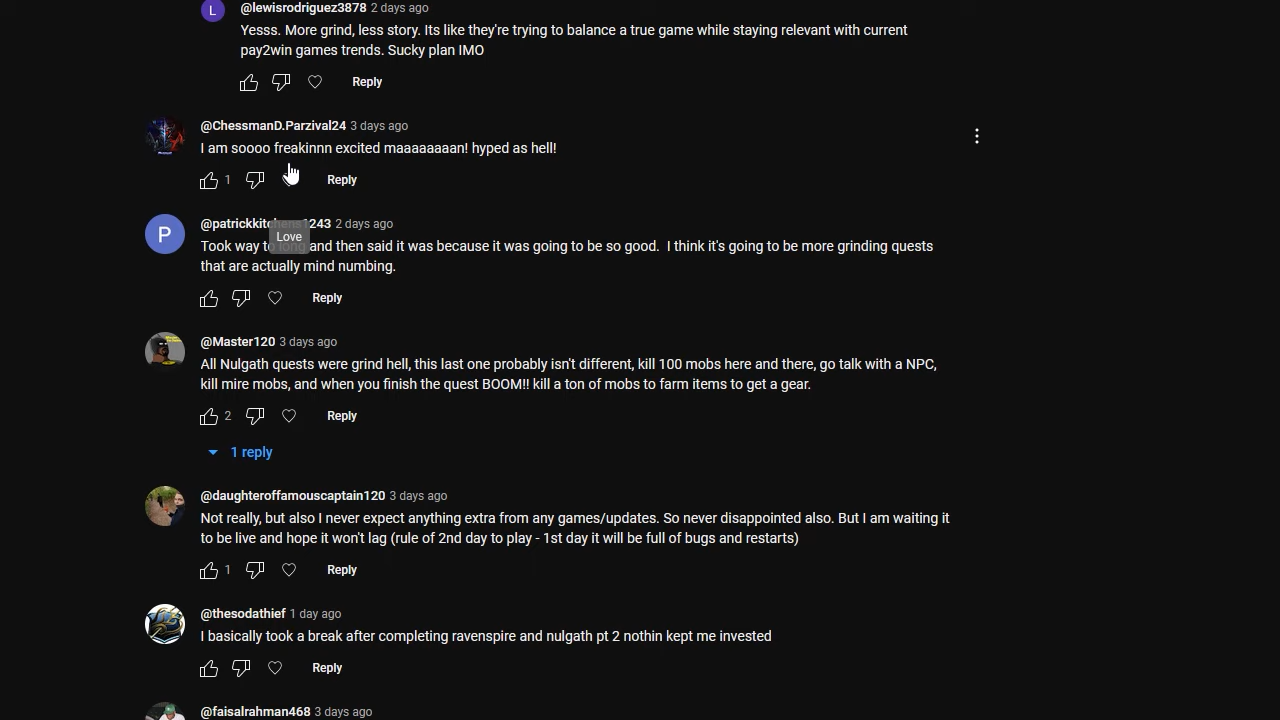 L
@lewisrodriguez3878 2 days ago
Yesss. More grind, less story. Its like they're trying to balance a true game while staying relevant with current
pay2win games trends. Sucky plan IMO
Reply
@ChessmanD.Parzival24 3 days ago
I am soooo freakinnn excited maaaaaaaan! hyped as hell!
1 Reply
P
@patrickkitchens1243 2 days ago
Love
Took way to long and then said it was because it was going to be so good. I think it's going to be more grinding quests
that are actually mind numbing.
Reply
@Master120 3 days ago
All Nulgath quests were grind hell, this last one probably isn't different, kill 100 mobs here and there, go talk with a NPC,
kill mire mobs, and when you finish the quest BOOM!! kill a ton of mobs to farm items to get a gear.
2 Reply
1 reply
@daughteroffamouscaptain120 3 days ago
Not really, but also I never expect anything extra from any games/updates. So never disappointed also. But I am waiting it
to be live and hope it won't lag (rule of 2nd day to play - 1st day it will be full of bugs and restarts)
1 Reply
@thesodathief 1 day ago
I basically took a break after completing ravenspire and nulgath pt 2 nothin kept me invested
Reply
@faisalrahman468 3 days ago